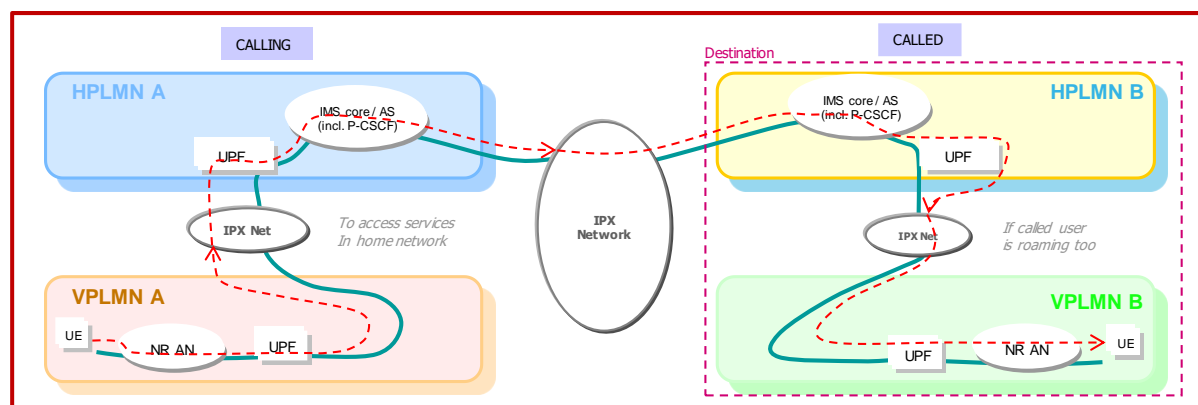 CALLING
CALLED
Destination
HPLMN A
IMS core / AS
(incl. P-CSCF)
UPF
IPX Net
To access services
In home network
VPLMN A
UE
NR AN
UPF
IPX
Network
HPLMN B
IMS core / AS
(incl. P-CSCF)
UPF
IPX Net
If called user
is roaming too
VPLMN B
UPF
NR AN
UE